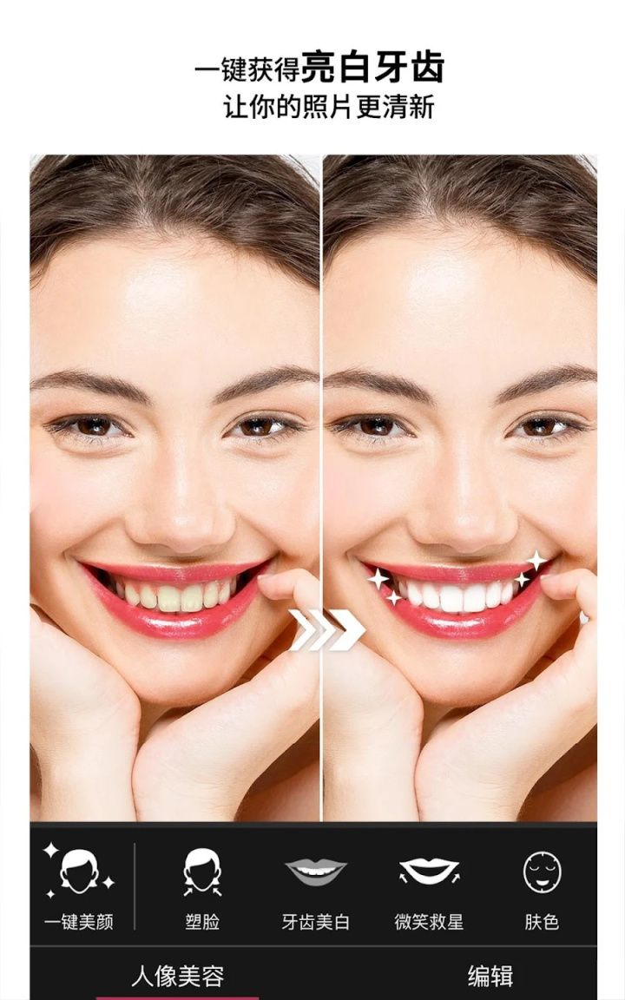 一键获得亮白牙齿
让你的照片更清新
一键美颜
塑脸
牙齿美白
微笑救星
肤色
人像美容
编辑